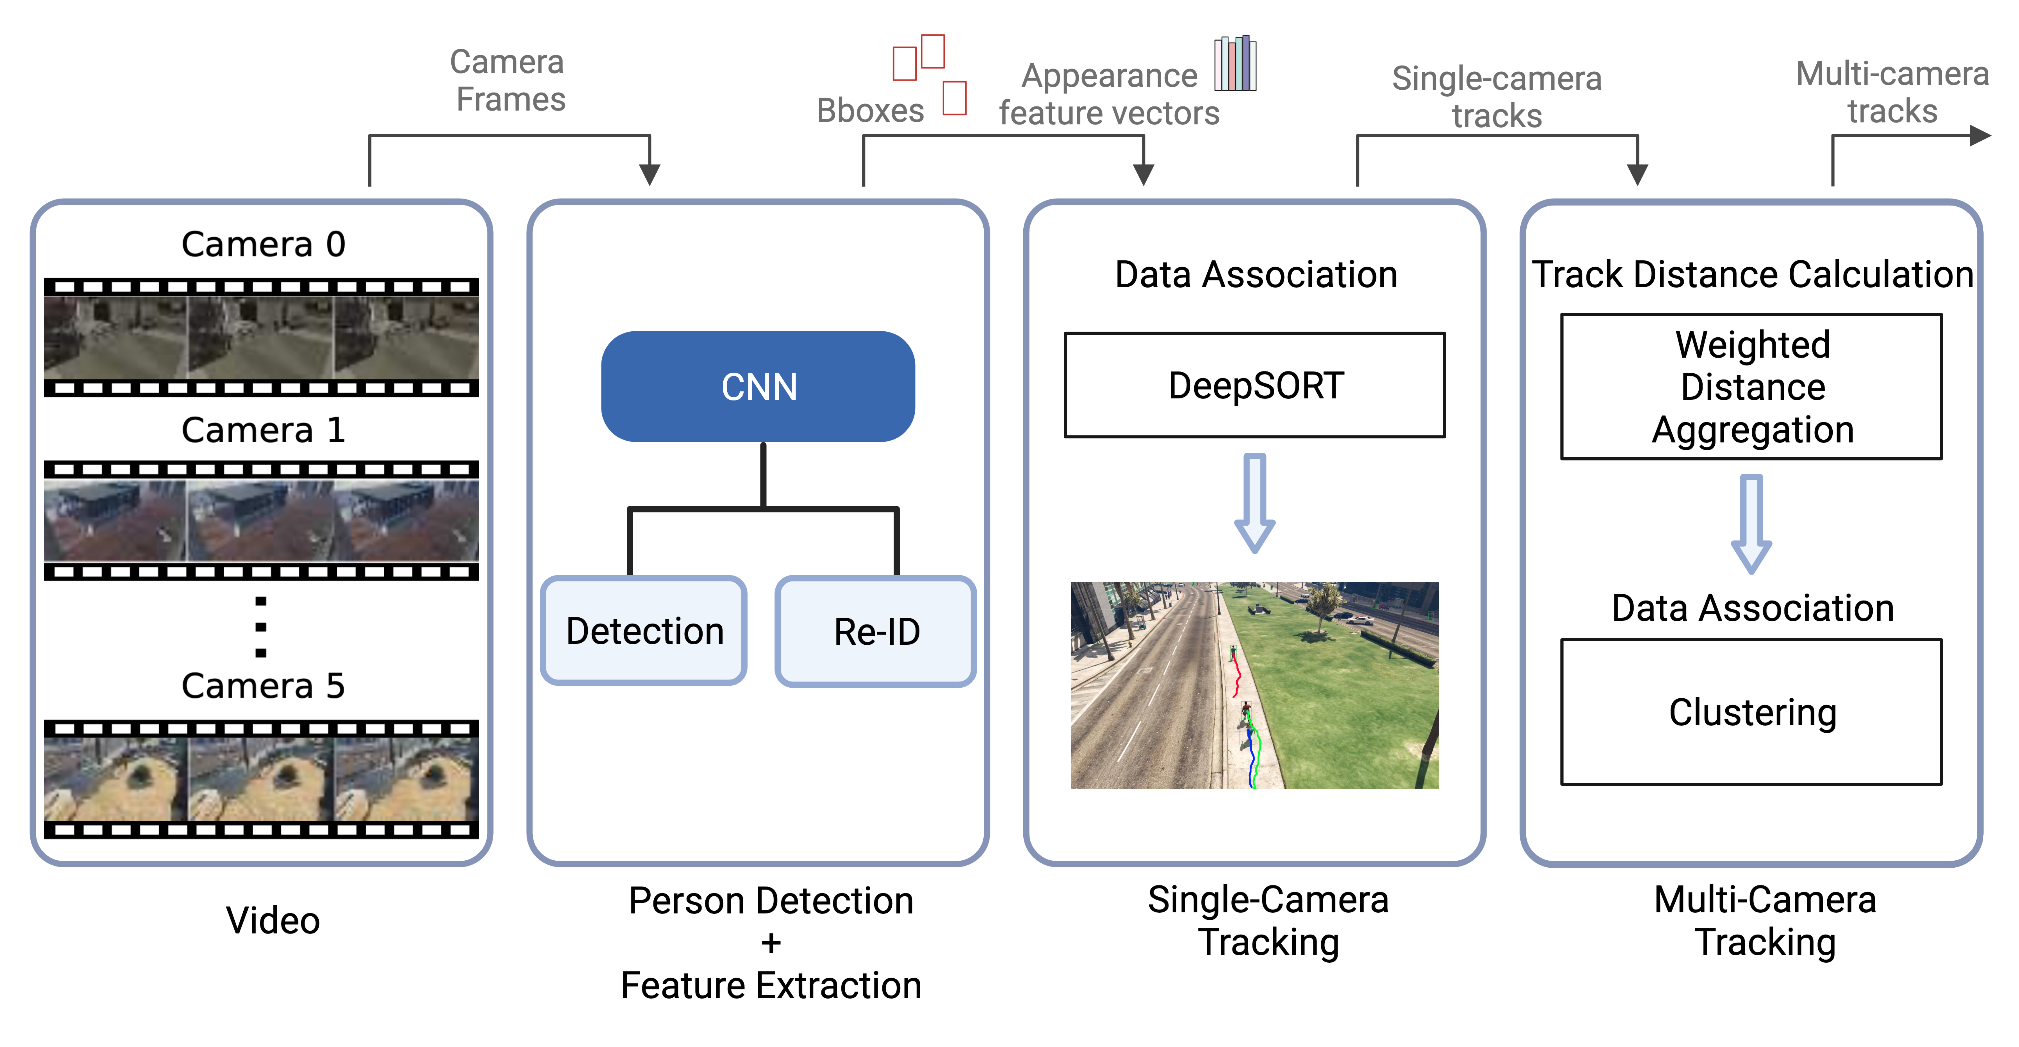 Camera
Frames
Bboxes
Appearance
feature vectors
Single-camera
tracks
Multi-camera
tracks
Camera 0
Camera 1
Camera 5
Video
CNN
Detection
Re-ID
Person Detection
+
Feature Extraction
Data Association
DeepSORT
Single-Camera
Tracking
Track Distance Calculation
Weighted
Distance
Aggregation
Data Association
Clustering
Multi-Camera
Tracking